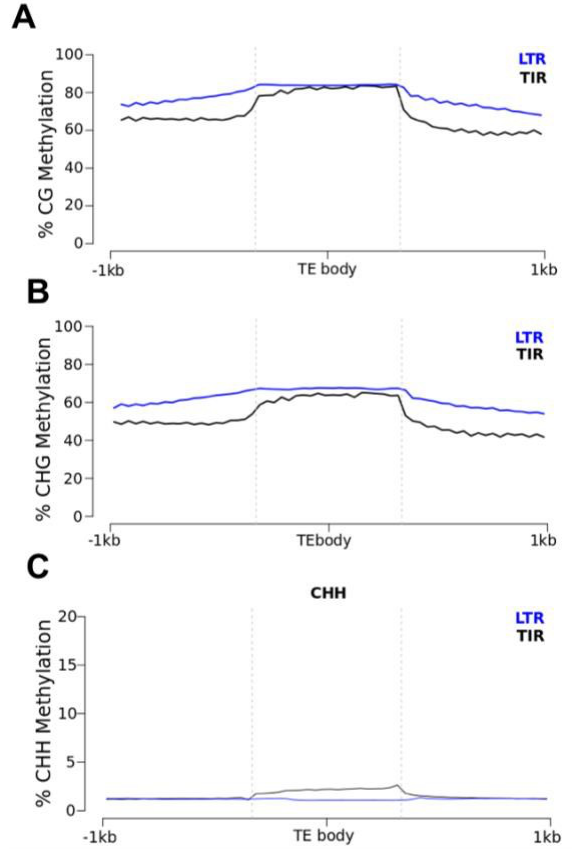 A
100
80
60
40
20
0
% CG Methylation
LTR
TIR
-1kb
TE body
1kb
B
100
80
60
40
20
0
% CHG Methylation
LTR
TIR
-1kb
TEbody
1kb
C
CHH
20
15
10
5
0
% CHH Methylation
LTR
TIR
-1kb
TE body
1kb